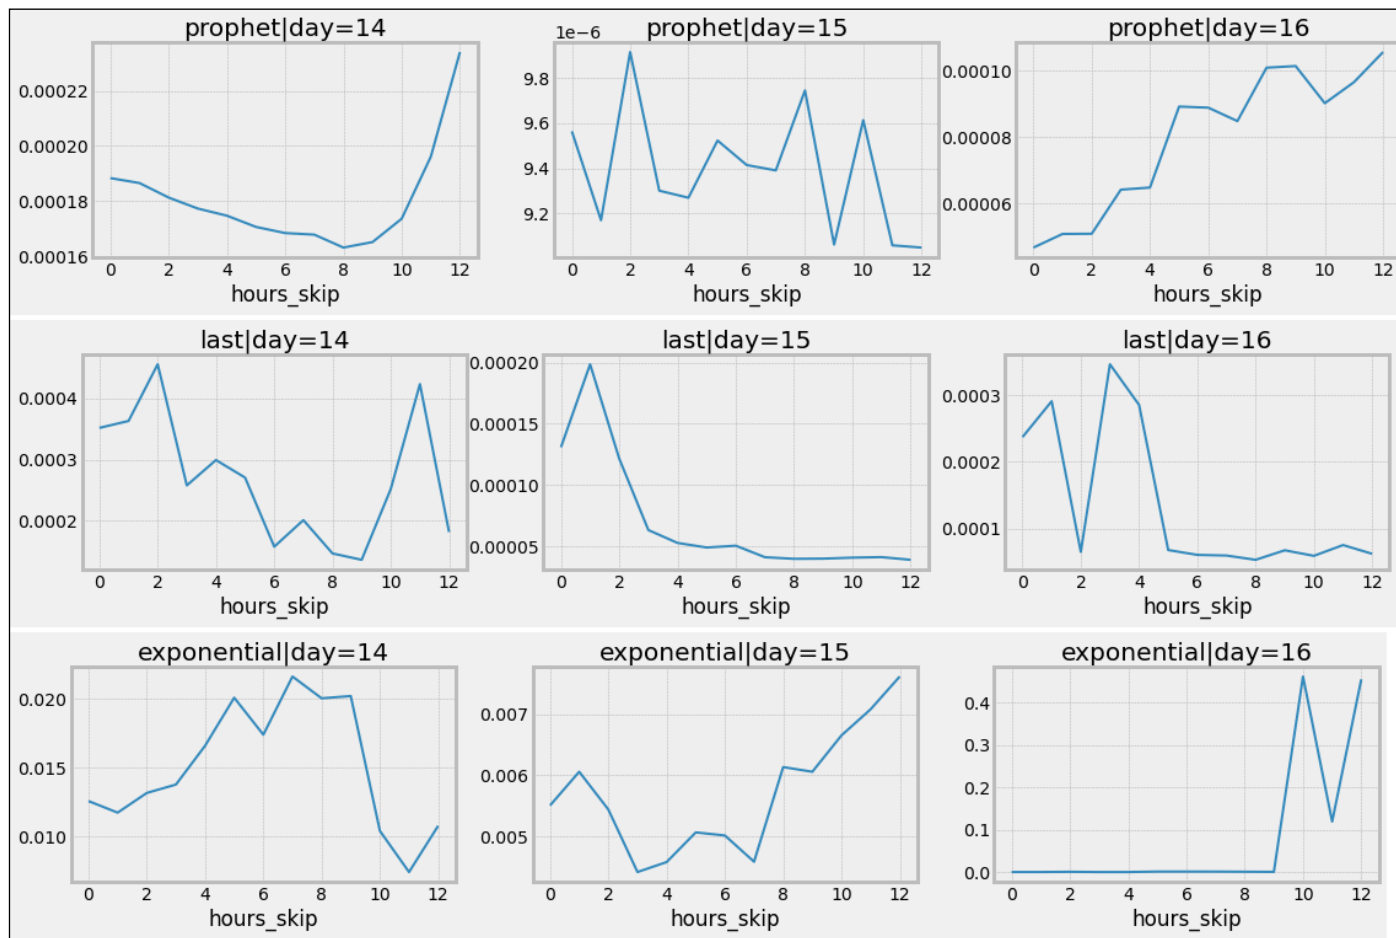 prophet|day=14
0.00022
0.00020
0.00018
0.00016
0 2 4 6 8 10 12
hours_skip
prophet|day=15
1e−6
9.8
9.6
9.4
9.2
0 2 4 6 8 10 12
hours_skip
prophet|day=16
0.00010
0.00008
0.00006
0 2 4 6 8 10 12
hours_skip
last|day=14
0.0004
0.0003
0.0002
0 2 4 6 8 10 12
hours_skip
last|day=15
0.00020
0.00015
0.00010
0.00005
0 2 4 6 8 10 12
hours_skip
last|day=16
0.0003
0.0002
0.0001
0 2 4 6 8 10 12
hours_skip
exponential|day=14
0.020
0.015
0.010
0 2 4 6 8 10 12
hours_skip
exponential|day=15
0.007
0.006
0.005
0 2 4 6 8 10 12
hours_skip
exponential|day=16
0.4
0.3
0.2
0.1
0.0
0 2 4 6 8 10 12
hours_skip